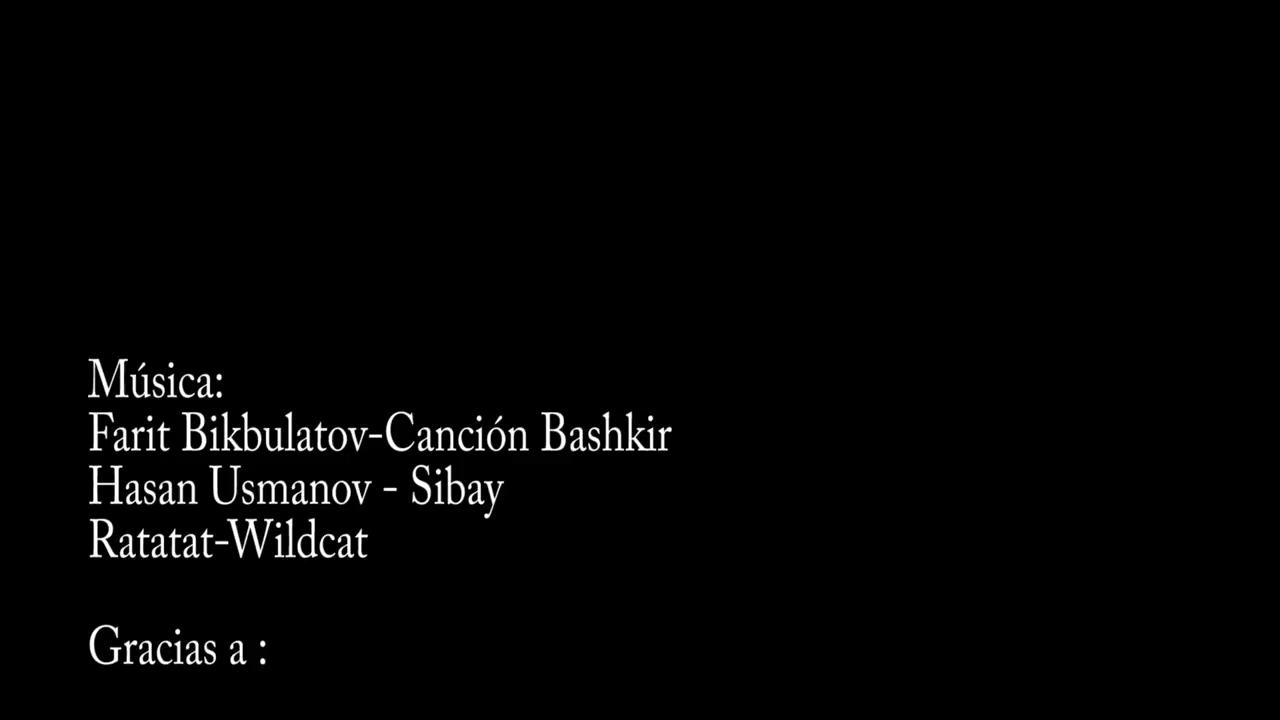 Música:
Farit Bikbulatov-Canción Bashkir
Hasan Usmanov - Sibay
Ratatat-Wildcat
Gracias a :